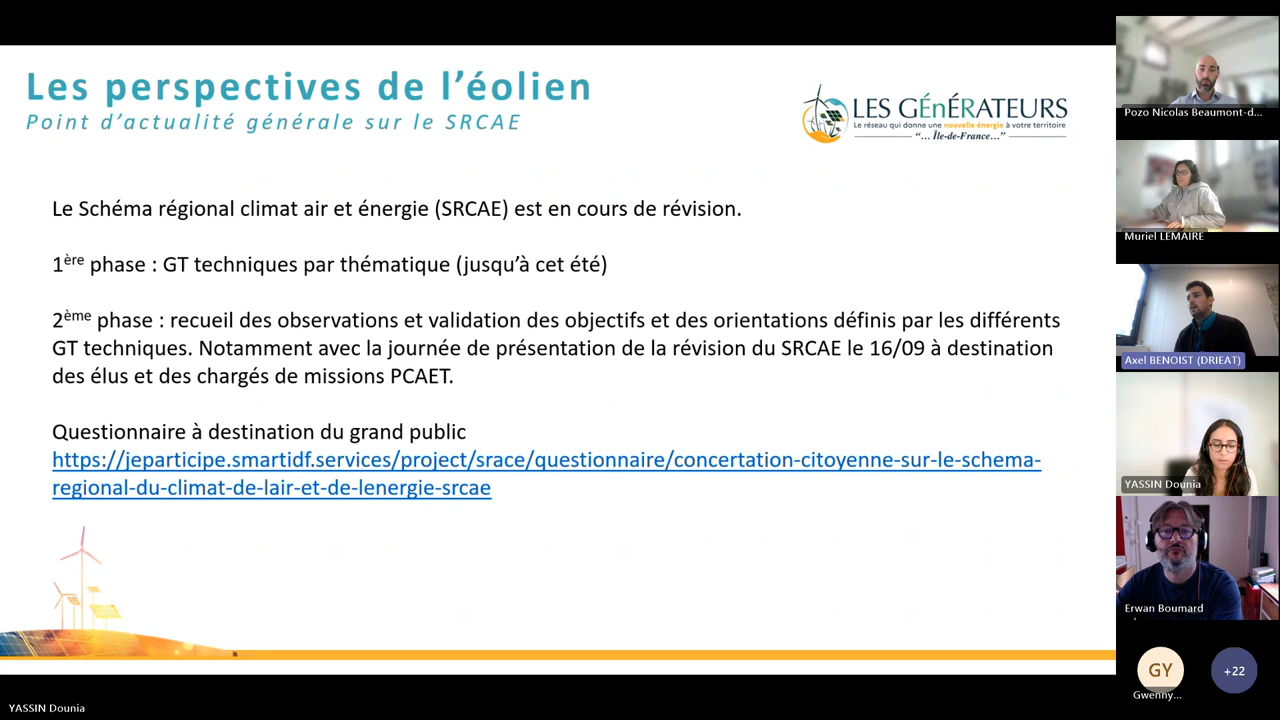 Les perspectives de l'éolien
Point d'actualité générale sur le SRCAE
LES GÉnÉRATEURS
Le réseau qui donne une nouvelle énergie à votre territoire
"... Île-de-France..."
Le Schéma régional climat air et énergie (SRCAE) est en cours de révision.
1ère phase : GT techniques par thématique (jusqu'à cet été)
2ème phase : recueil des observations et validation des objectifs et des orientations définis par les différents
GT techniques. Notamment avec la journée de présentation de la révision du SRCAE le 16/09 à destination
des élus et des chargés de missions PCAET.
Questionnaire à destination du grand public
https://jeparticipe.smartidf.services/project/srace/questionnaire/concertation-citoyenne-sur-le-schema-
regional-du-climat-de-lair-et-de-lenergie-srcae
YASSIN Dounia
Pozo Nicolas Beaumont-d...
Muriel LEMAIRE
Axel BENOIST (DRIEAT)
YASSIN Dounia
Erwan Boumard
GY
Gwenny...
+22